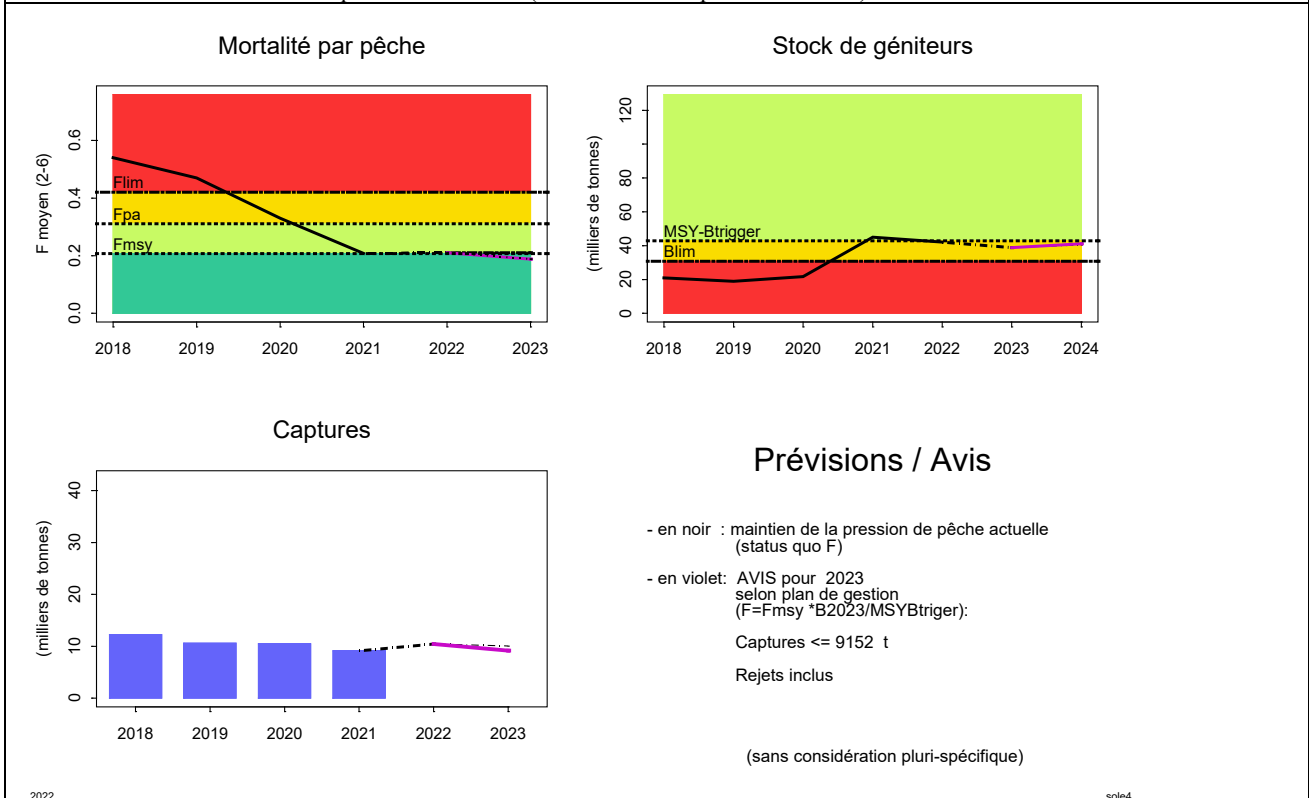 Mortalité par pêche
F moyen (2-6)
0.0
0.2
0.4
0.6
Flim
Fpa
Fmsy
2018 2019 2020 2021 2022 2023
Stock de géniteurs
(milliers de tonnes)
0
20
40
60
80
120
MSY-Btrigger
Blim
2018 2019 2020 2021 2022 2023 2024
Captures
(milliers de tonnes)
0
10
20
30
40
2018 2019 2020 2021 2022 2023
Prévisions / Avis
- en noir : maintien de la pression de pêche actuelle
(status quo F)
- en violet: AVIS pour 2023
selon plan de gestion
(F=Fmsy *B2023/MSYBtriger):
Captures <= 9152 t
Rejets inclus
(sans considération pluri-spécifique)
2022
sole4